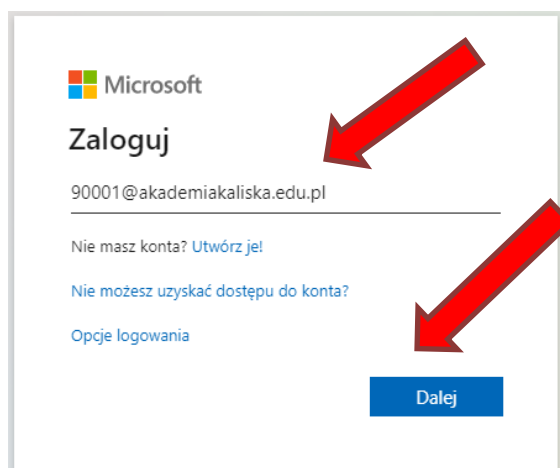 Microsoft
Zaloguj
90001@akademiakaliska.edu.pl
Nie masz konta? Utwórz je!
Nie możesz uzyskać dostępu do konta?
Opcje logowania
Dalej